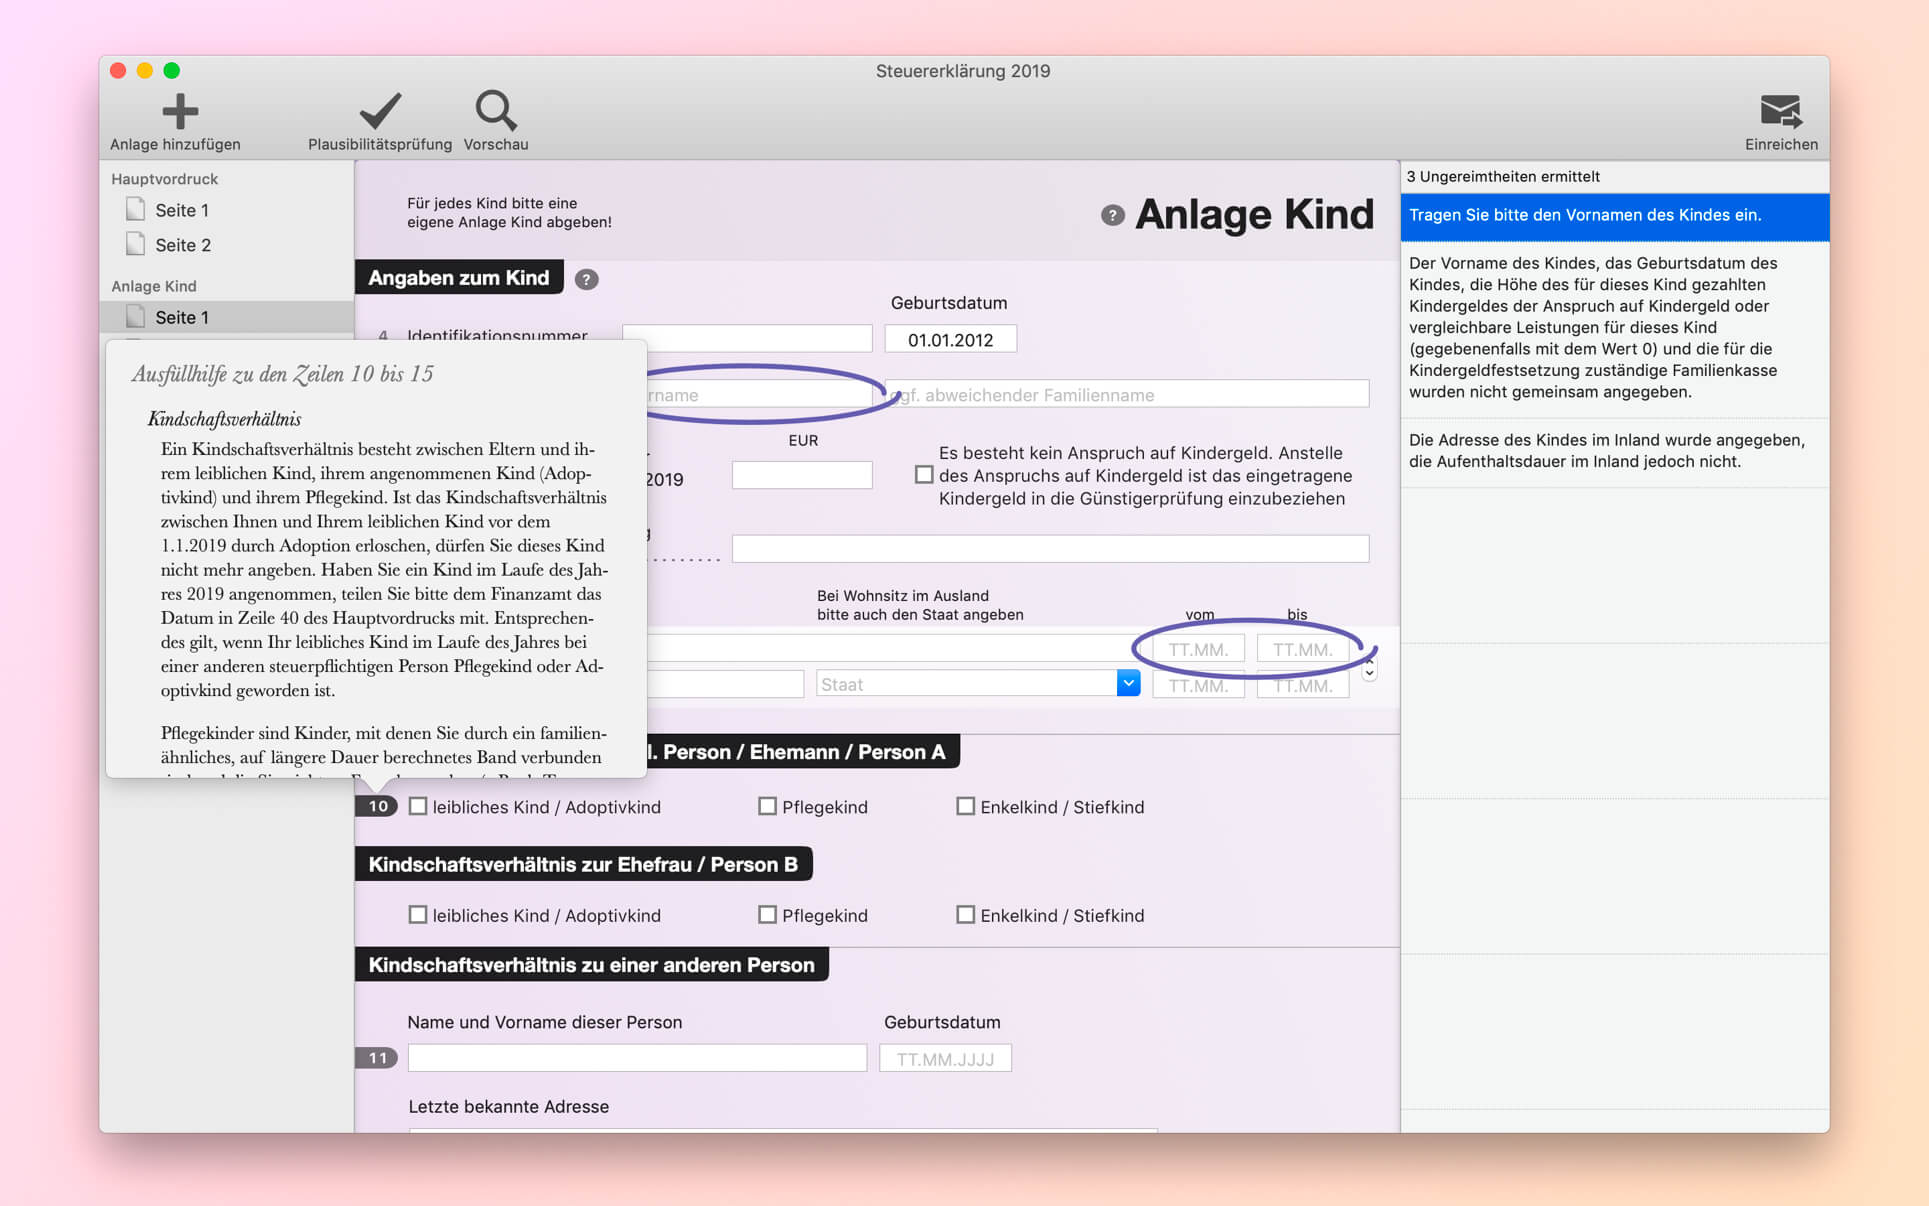 Steuererklärung 2019
Anlage hinzufügen
Plausibilitätsprüfung
Vorschau
Einreichen
Hauptvordruck
Seite 1
Seite 2
Anlage Kind
Seite 1
Ausfüllhilfe zu den Zeilen 10 bis 15
Kindschaftsverhältnis
Ein Kindschaftsverhältnis besteht zwischen Eltern und ih-
rem leiblichen Kind, ihrem angenommenen Kind (Adop-
tivkind) und ihrem Pflegekind. Ist das Kindschaftsverhältnis
zwischen Ihnen und Ihrem leiblichen Kind vor dem
1.1.2019 durch Adoption erloschen, dürfen Sie dieses Kind
nicht mehr angeben. Haben Sie ein Kind im Laufe des Jah-
res 2019 angenommen, teilen Sie bitte dem Finanzamt das
Datum in Zeile 40 des Hauptvordrucks mit. Entsprechen-
des gilt, wenn Ihr leibliches Kind im Laufe des Jahres bei
einer anderen steuerpflichtigen Person Pflegekind oder Ad-
optivkind geworden ist.
Pflegekinder sind Kinder, mit denen Sie durch ein familien-
ähnliches, auf längere Dauer berechnetes Band verbunden
Für jedes Kind bitte eine
eigene Anlage Kind abgeben!
? Anlage Kind
Angaben zum Kind ?
Geburtsdatum
4 Identifikationsnummer
01.01.2012
rname
ggf. abweichender Familienname
EUR
2019
Es besteht kein Anspruch auf Kindergeld. Anstelle
des Anspruchs auf Kindergeld ist das eingetragene
Kindergeld in die Günstigerprüfung einzubeziehen
g
Bei Wohnsitz im Ausland
bitte auch den Staat angeben
vom
bis
TT.MM.
TT.MM.
Staat
TT.MM.
TT.MM.
l. Person / Ehemann / Person A
10
leibliches Kind / Adoptivkind
Pflegekind
Enkelkind / Stiefkind
Kindschaftsverhältnis zur Ehefrau / Person B
leibliches Kind / Adoptivkind
Pflegekind
Enkelkind / Stiefkind
Kindschaftsverhältnis zu einer anderen Person
Name und Vorname dieser Person
Geburtsdatum
11
TT.MM.JJJJ
Letzte bekannte Adresse
3 Ungereimtheiten ermittelt
Tragen Sie bitte den Vornamen des Kindes ein.
Der Vorname des Kindes, das Geburtsdatum des
Kindes, die Höhe des für dieses Kind gezahlten
Kindergeldes der Anspruch auf Kindergeld oder
vergleichbare Leistungen für dieses Kind
(gegebenenfalls mit dem Wert 0) und die für die
Kindergeldfestsetzung zuständige Familienkasse
wurden nicht gemeinsam angegeben.
Die Adresse des Kindes im Inland wurde angegeben,
die Aufenthaltsdauer im Inland jedoch nicht.